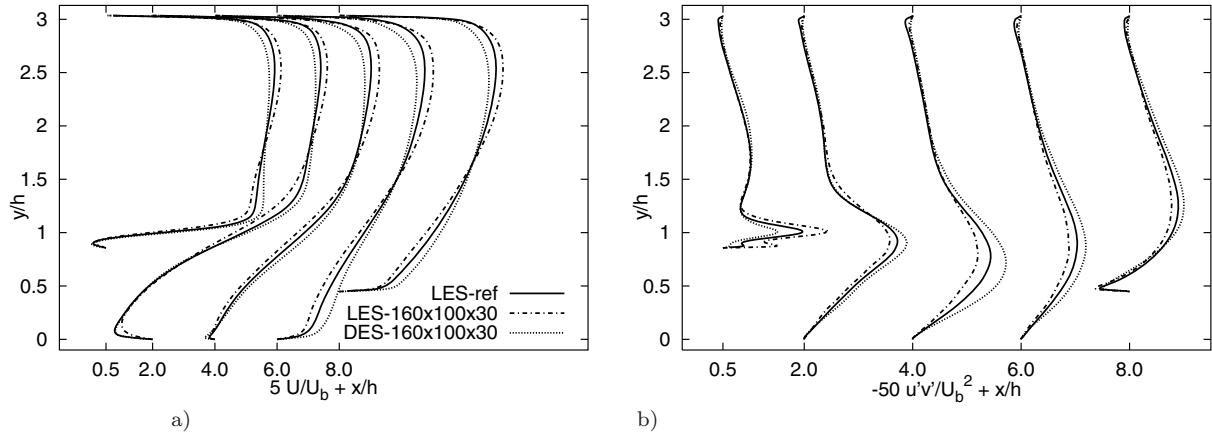 3
2.5
2
1.5
1
0.5
0
y/h
LES-ref
LES-160x100x30
DES-160x100x30
0.5 2.0 4.0 6.0 8.0
5 U/U_b + x/h
a)
3
2.5
2
1.5
1
0.5
0
y/h
0.5 2.0 4.0 6.0 8.0
-50 u'v'/U_b^2 + x/h
b)